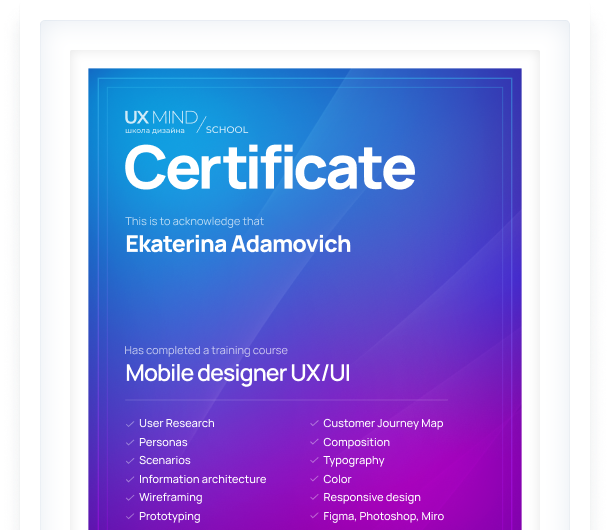 UX MIND
школа дизайна / SCHOOL
Certificate
This is to acknowledge that
Ekaterina Adamovich
Has completed a training course
Mobile designer UX/UI
User Research
Personas
Scenarios
Information architecture
Wireframing
Prototyping
Customer Journey Map
Composition
Typography
Color
Responsive design
Figma, Photoshop, Miro